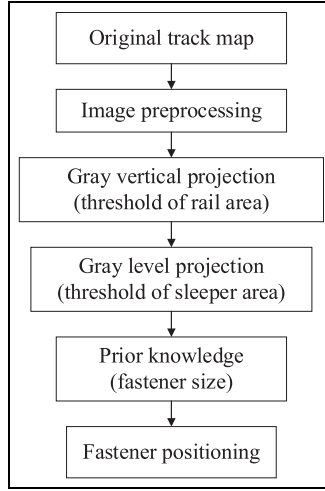 Original track map
Image preprocessing
Gray vertical projection
(threshold of rail area)
Gray level projection
(threshold of sleeper area)
Prior knowledge
(fastener size)
Fastener positioning